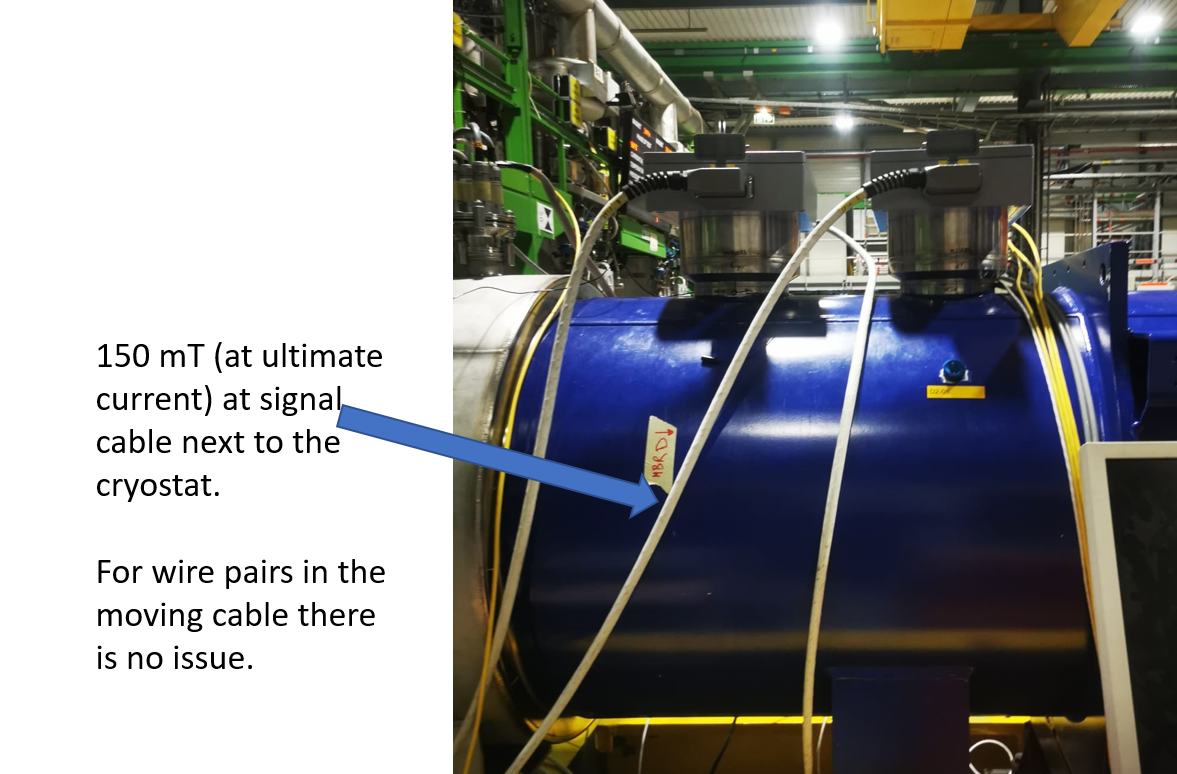 150 mT (at ultimate
current) at signal
cable next to the
cryostat.
For wire pairs in the
moving cable there
is no issue.
MBRD1